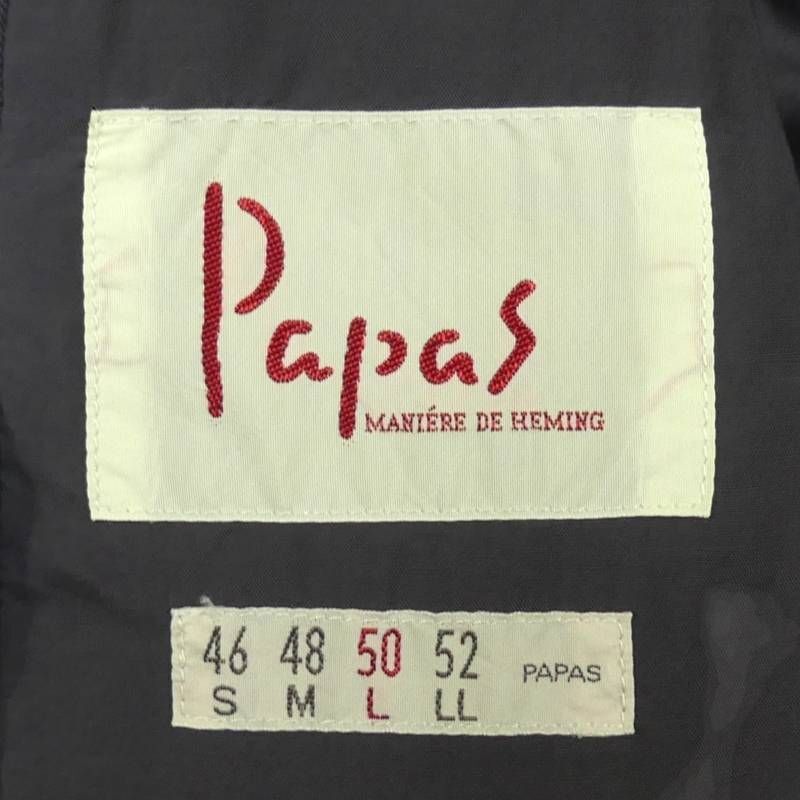 Papas
MANIÉRE DE HEMING
46 48 50 52 PAPAS
S M L LL